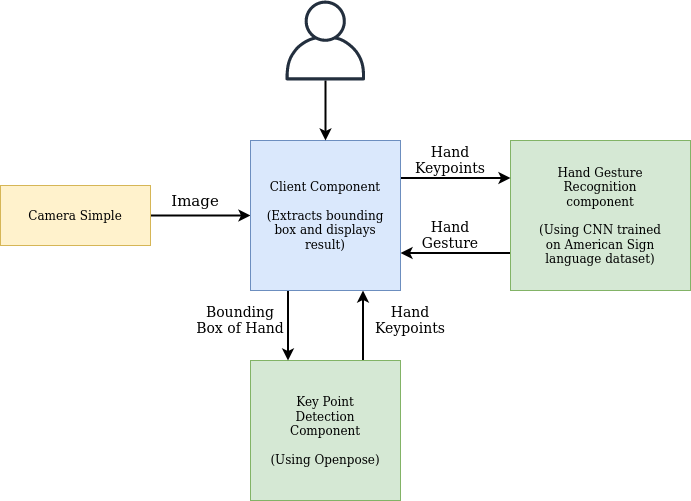 Camera Simple
Image
Client Component
(Extracts bounding
box and displays
result)
Hand
Keypoints
Hand
Gesture
Hand Gesture
Recognition
component
(Using CNN trained
on American Sign
language dataset)
Bounding
Box of Hand
Hand
Keypoints
Key Point
Detection
Component
(Using Openpose)